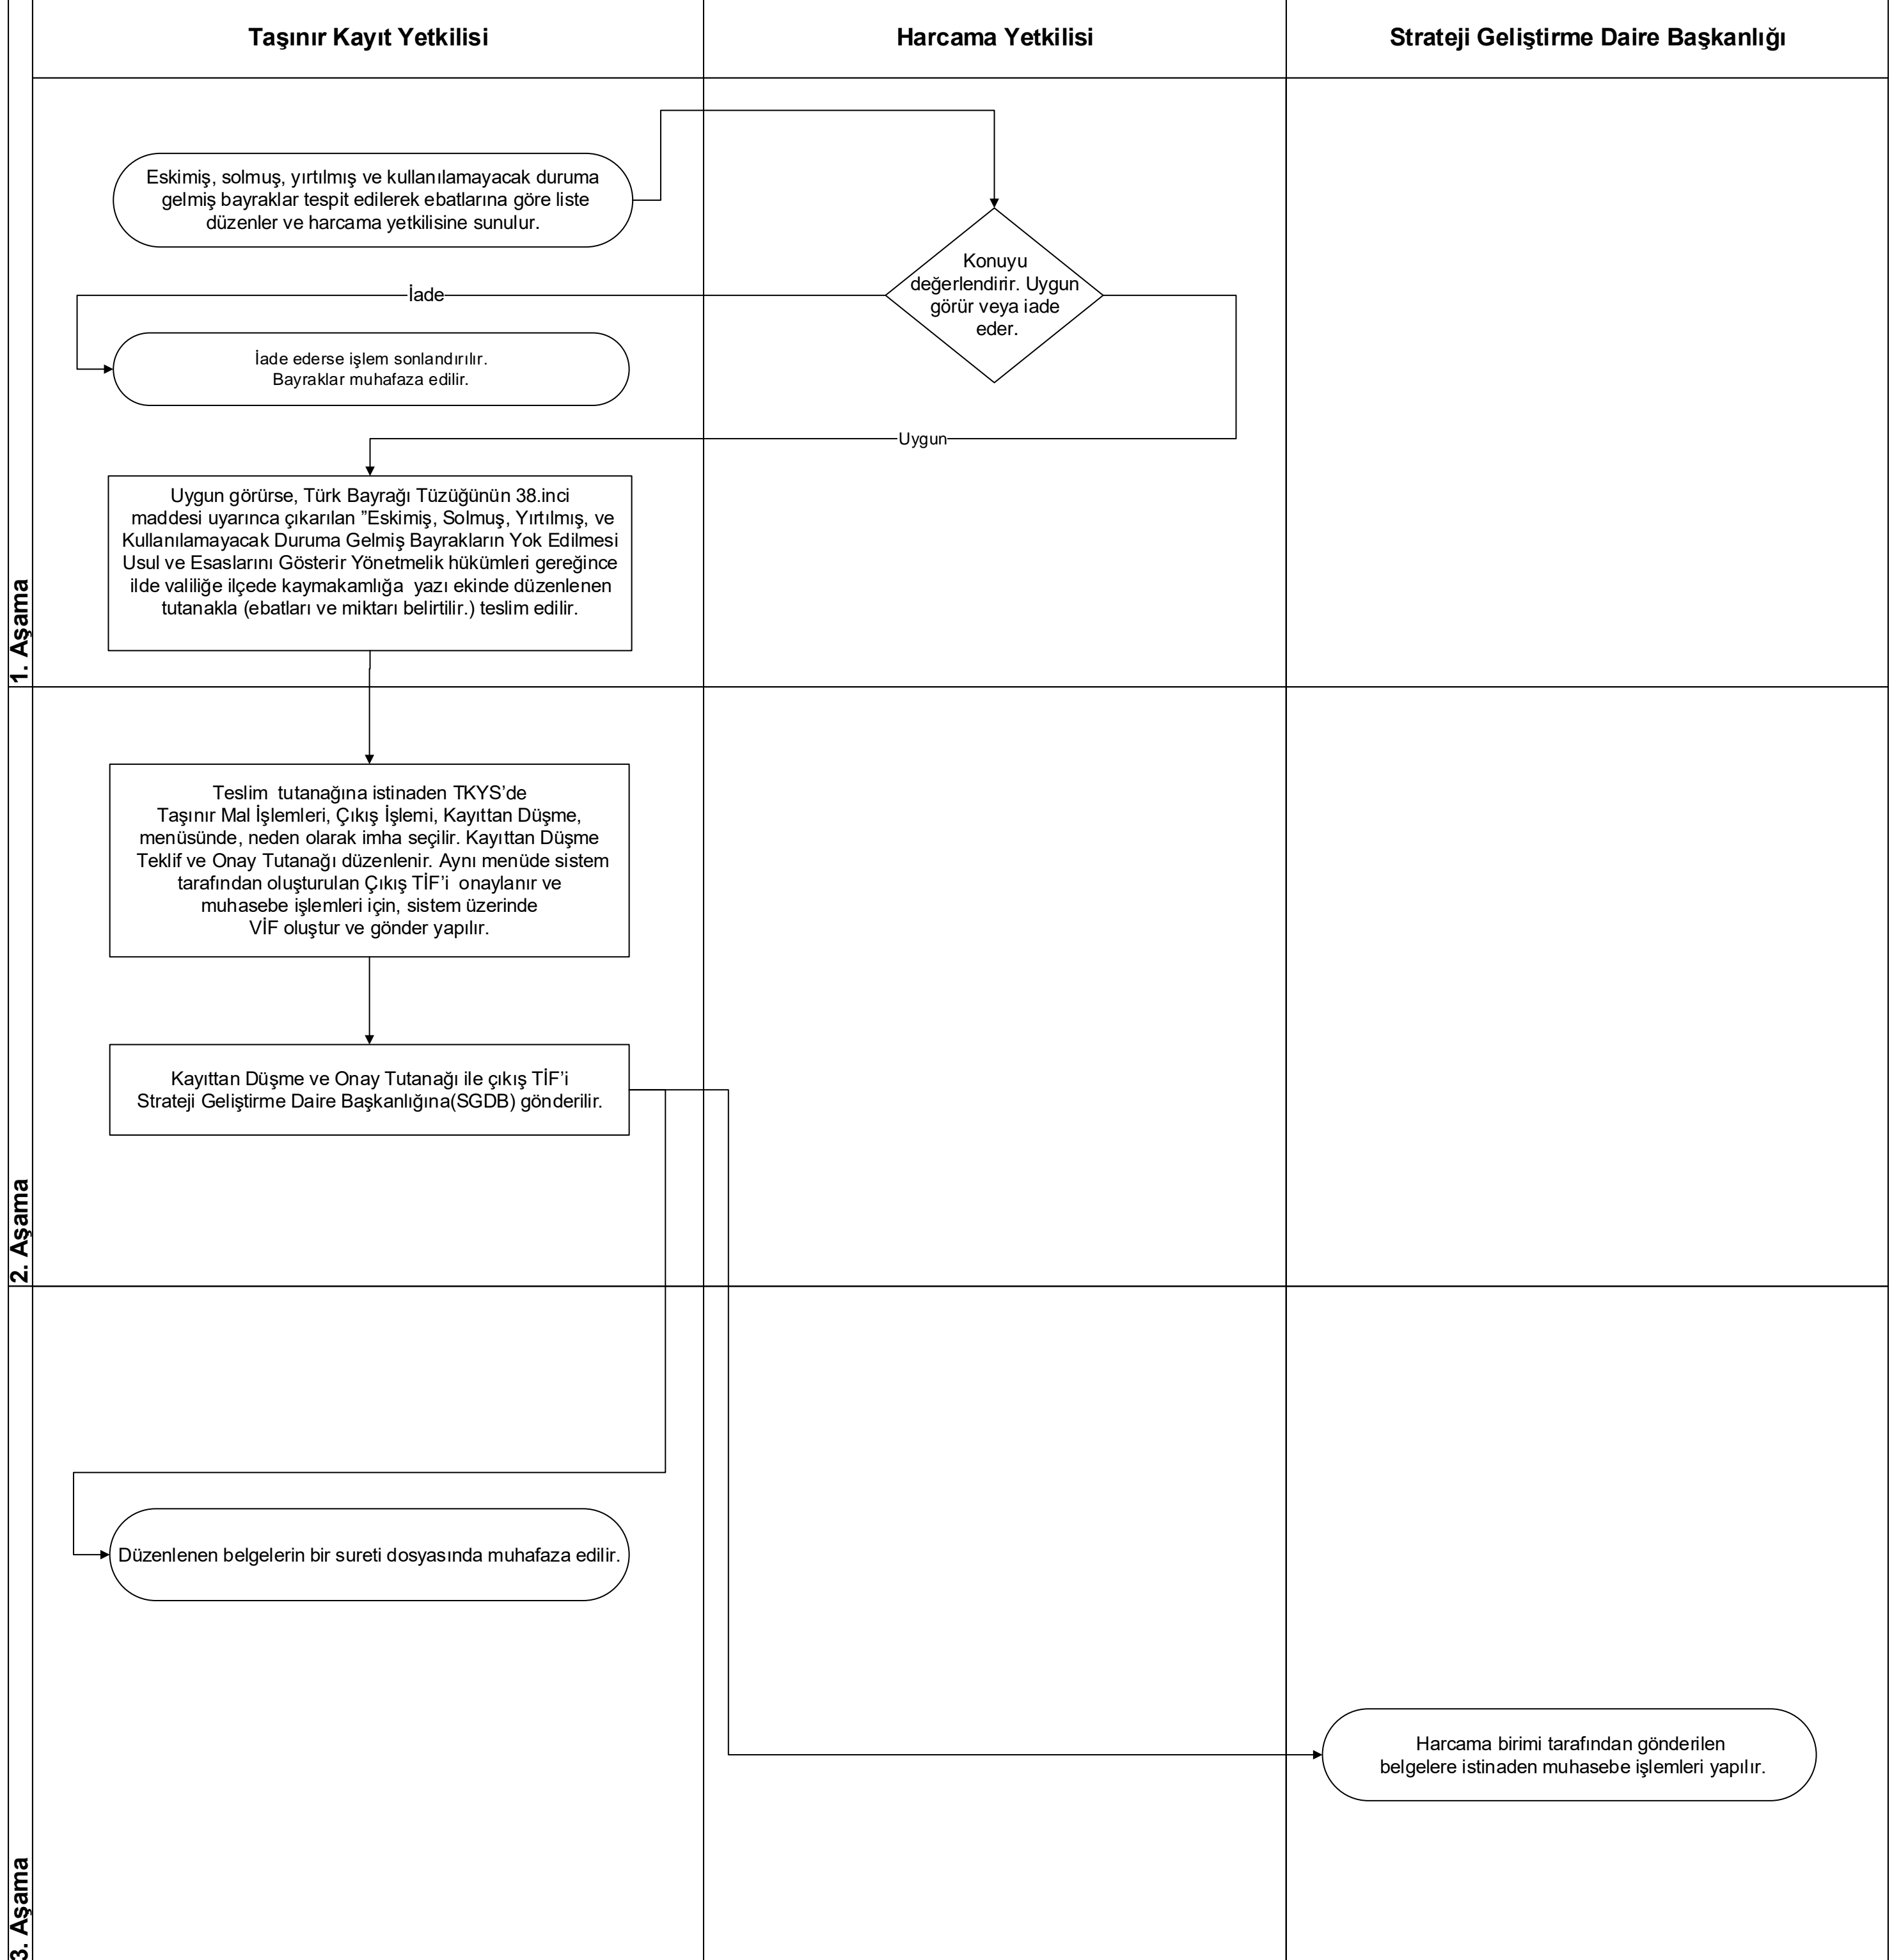 Taşınır Kayıt Yetkilisi
Harcama Yetkilisi
Strateji Geliştirme Daire Başkanlığı
Eskimiş, solmuş, yırtılmış ve kullanılamayacak duruma
gelmiş bayraklar tespit edilerek ebatlarına göre liste
düzenler ve harcama yetkilisine sunulur.
Konuyu
değerlendirir. Uygun
görür veya iade
eder.
İade
İade ederse işlem sonlandırılır.
Bayraklar muhafaza edilir.
Uygun
Uygun görürse, Türk Bayrağı Tüzüğünün 38.inci
maddesi uyarınca çıkarılan ”Eskimiş, Solmuş, Yırtılmış, ve
Kullanılamayacak Duruma Gelmiş Bayrakların Yok Edilmesi
Usul ve Esaslarını Gösterir Yönetmelik hükümleri gereğince
ilde valiliğe ilçede kaymakamlığa yazı ekinde düzenlenen
tutanakla (ebatları ve miktarı belirtilir.) teslim edilir.
1. Aşama
Teslim tutanağına istinaden TKYS’de
Taşınır Mal İşlemleri, Çıkış İşlemi, Kayıttan Düşme,
menüsünde, neden olarak imha seçilir. Kayıttan Düşme
Teklif ve Onay Tutanağı düzenlenir. Aynı menüde sistem
tarafından oluşturulan Çıkış TİF’i onaylanır ve
muhasebe işlemleri için, sistem üzerinde
VİF oluştur ve gönder yapılır.
Kayıttan Düşme ve Onay Tutanağı ile çıkış TİF’i
Strateji Geliştirme Daire Başkanlığına(SGDB) gönderilir.
2. Aşama
Düzenlenen belgelerin bir sureti dosyasında muhafaza edilir.
Harcama birimi tarafından gönderilen
belgelere istinaden muhasebe işlemleri yapılır.
3. Aşama